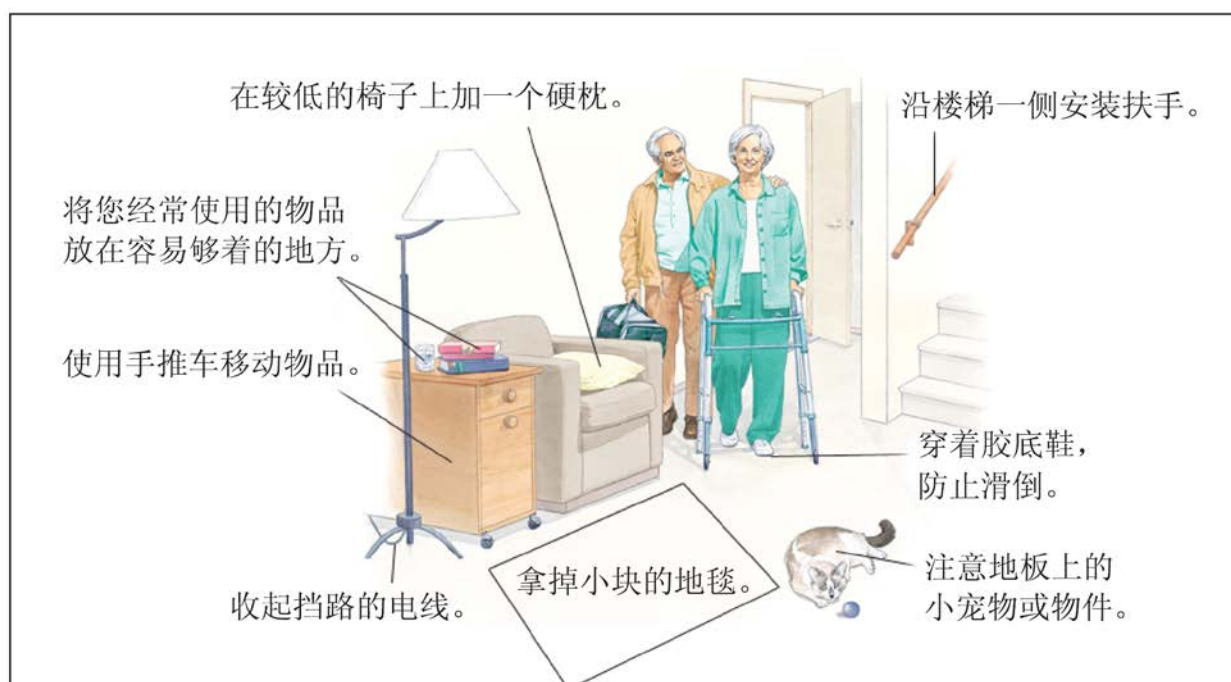 在较低的椅子上加一个硬枕。
沿楼梯一侧安装扶手。
将您经常使用的物品
放在容易够着的地方。
使用手推车移动物品。
穿着胶底鞋，
防止滑倒。
拿掉小块的地毯。
注意地板上的
小宠物或物件。
收起挡路的电线。